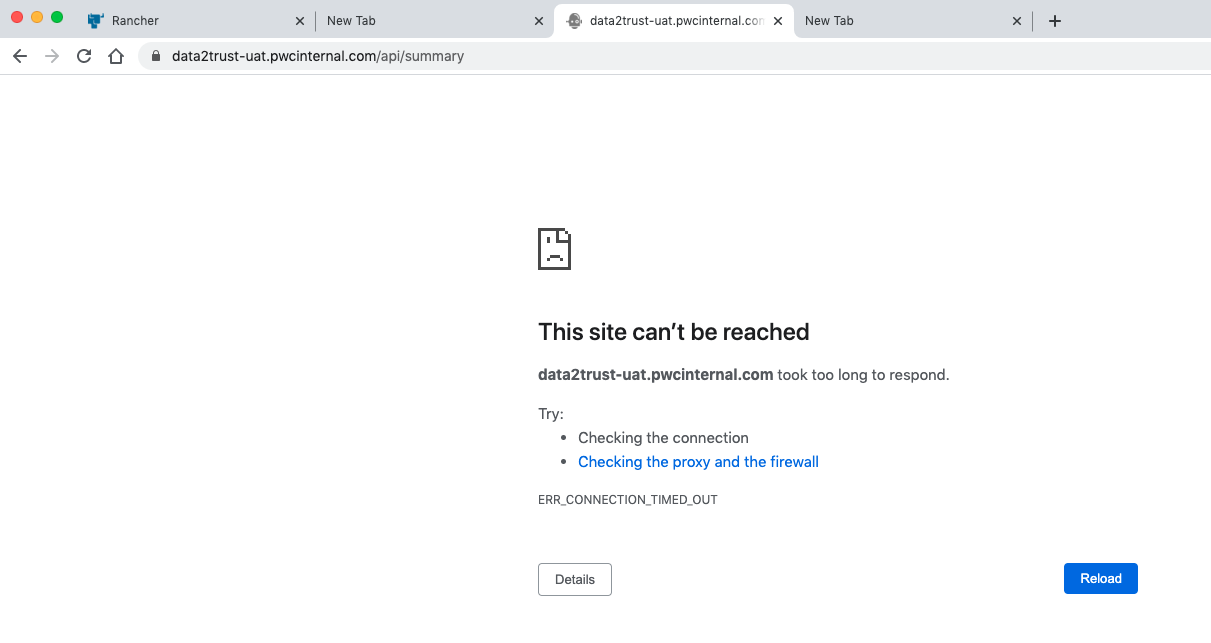 Rancher
New Tab
data2trust-uat.pwcinternal.con
New Tab
data2trust-uat.pwcinternal.com/api/summary
This site can't be reached
data2trust-uat.pwcinternal.com took too long to respond.
Try:
• Checking the connection
• Checking the proxy and the firewall
ERR_CONNECTION_TIMED_OUT
Details
Reload